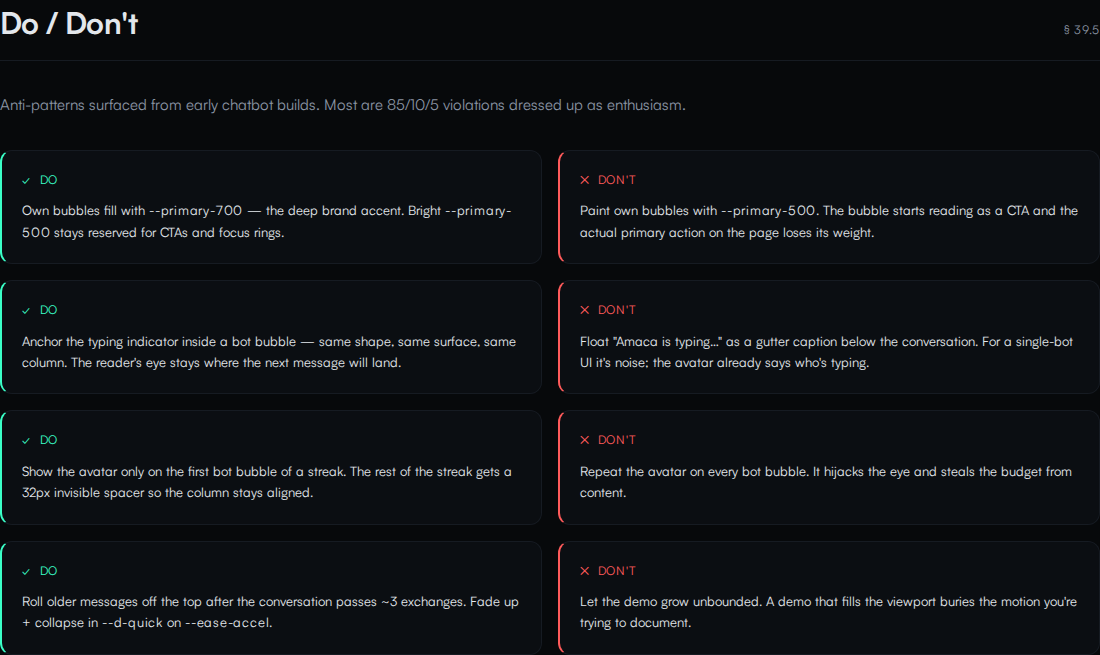 Do / Don't
§ 39.5
Anti-patterns surfaced from early chatbot builds. Most are 85/10/5 violations dressed up as enthusiasm.
✓ DO
Own bubbles fill with --primary-700 — the deep brand accent. Bright --primary-
500 stays reserved for CTAs and focus rings.
✕ DON'T
Paint own bubbles with --primary-500. The bubble starts reading as a CTA and the
actual primary action on the page loses its weight.
✓ DO
Anchor the typing indicator inside a bot bubble — same shape, same surface, same
column. The reader's eye stays where the next message will land.
✕ DON'T
Float "Amaca is typing…" as a gutter caption below the conversation. For a single-bot
UI it's noise; the avatar already says who's typing.
✓ DO
Show the avatar only on the first bot bubble of a streak. The rest of the streak gets a
32px invisible spacer so the column stays aligned.
✕ DON'T
Repeat the avatar on every bot bubble. It hijacks the eye and steals the budget from
content.
✓ DO
Roll older messages off the top after the conversation passes ~3 exchanges. Fade up
+ collapse in --d-quick on --ease-accel.
✕ DON'T
Let the demo grow unbounded. A demo that fills the viewport buries the motion you're
trying to document.